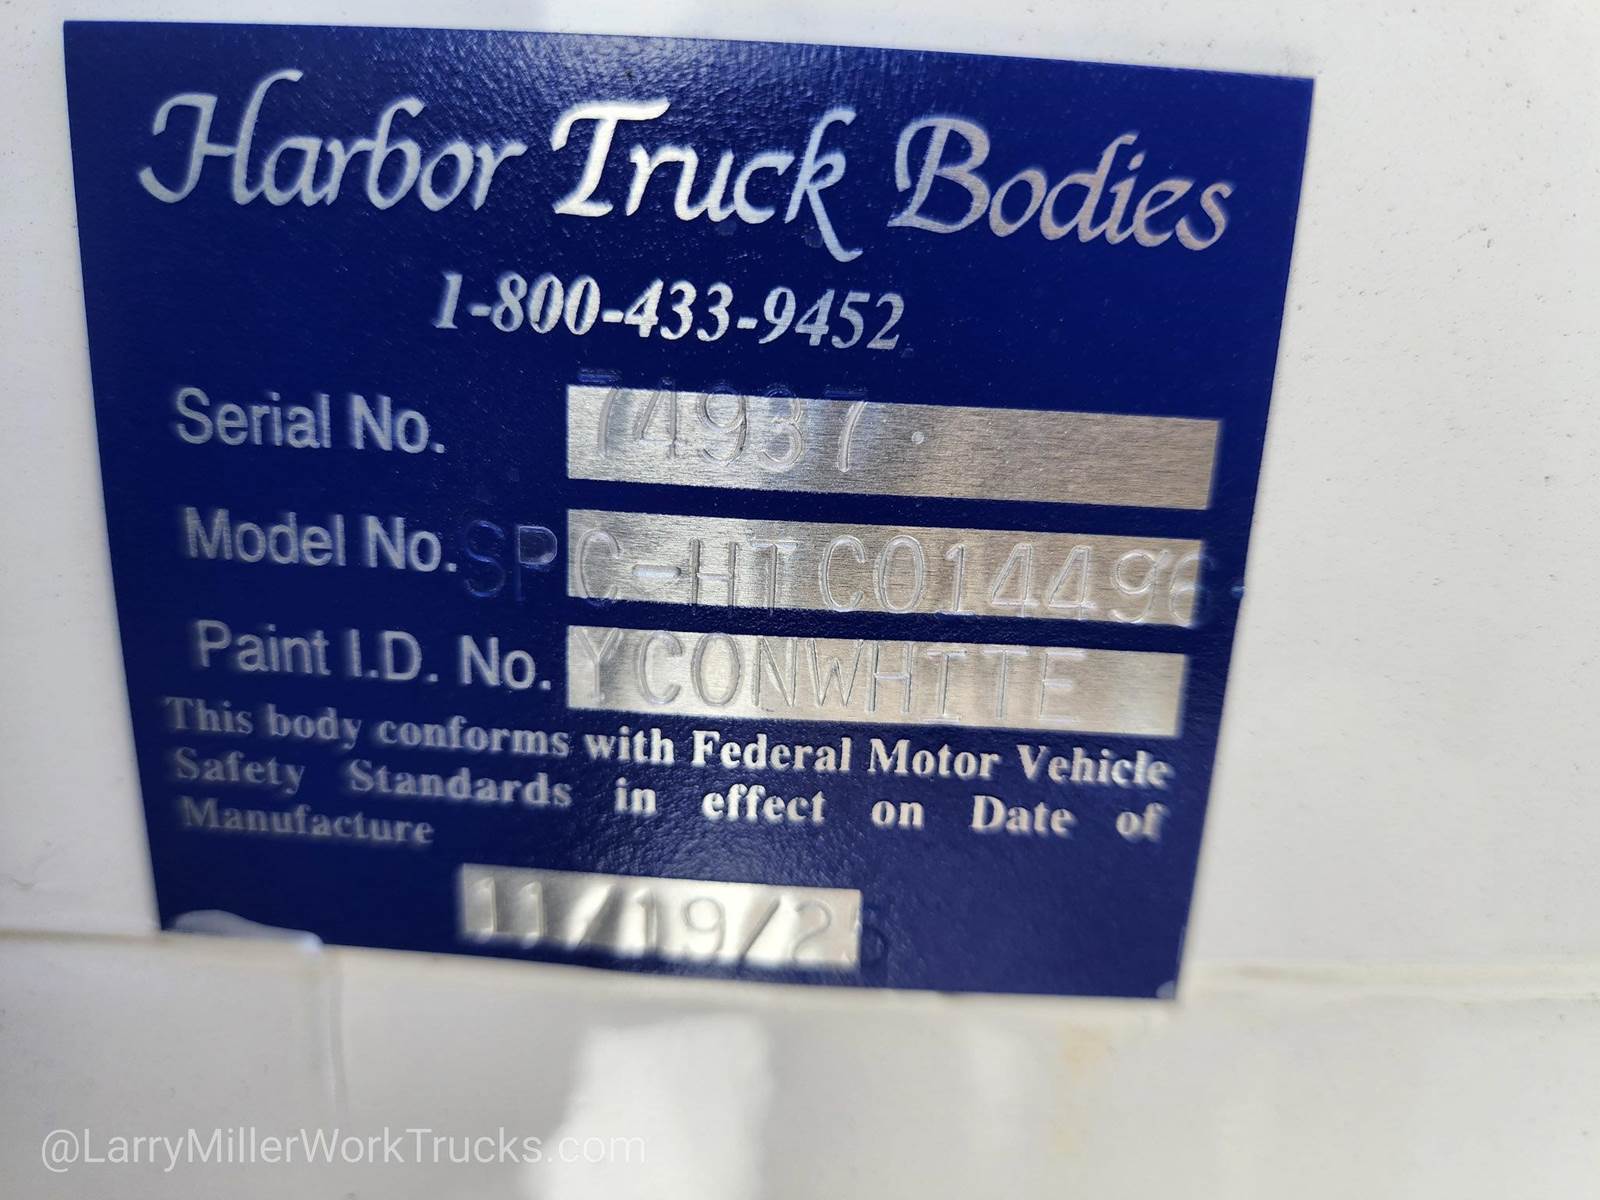 Harbor Truck Bodies
1-800-433-9452
Serial No. 74937
Model No. SPC-HTCO14496
Paint I.D. No. YCONWHITE
This body conforms with Federal Motor Vehicle
Safety Standards in effect on Date of
Manufacture
11/19/25
@LarryMillerWorkTrucks.com